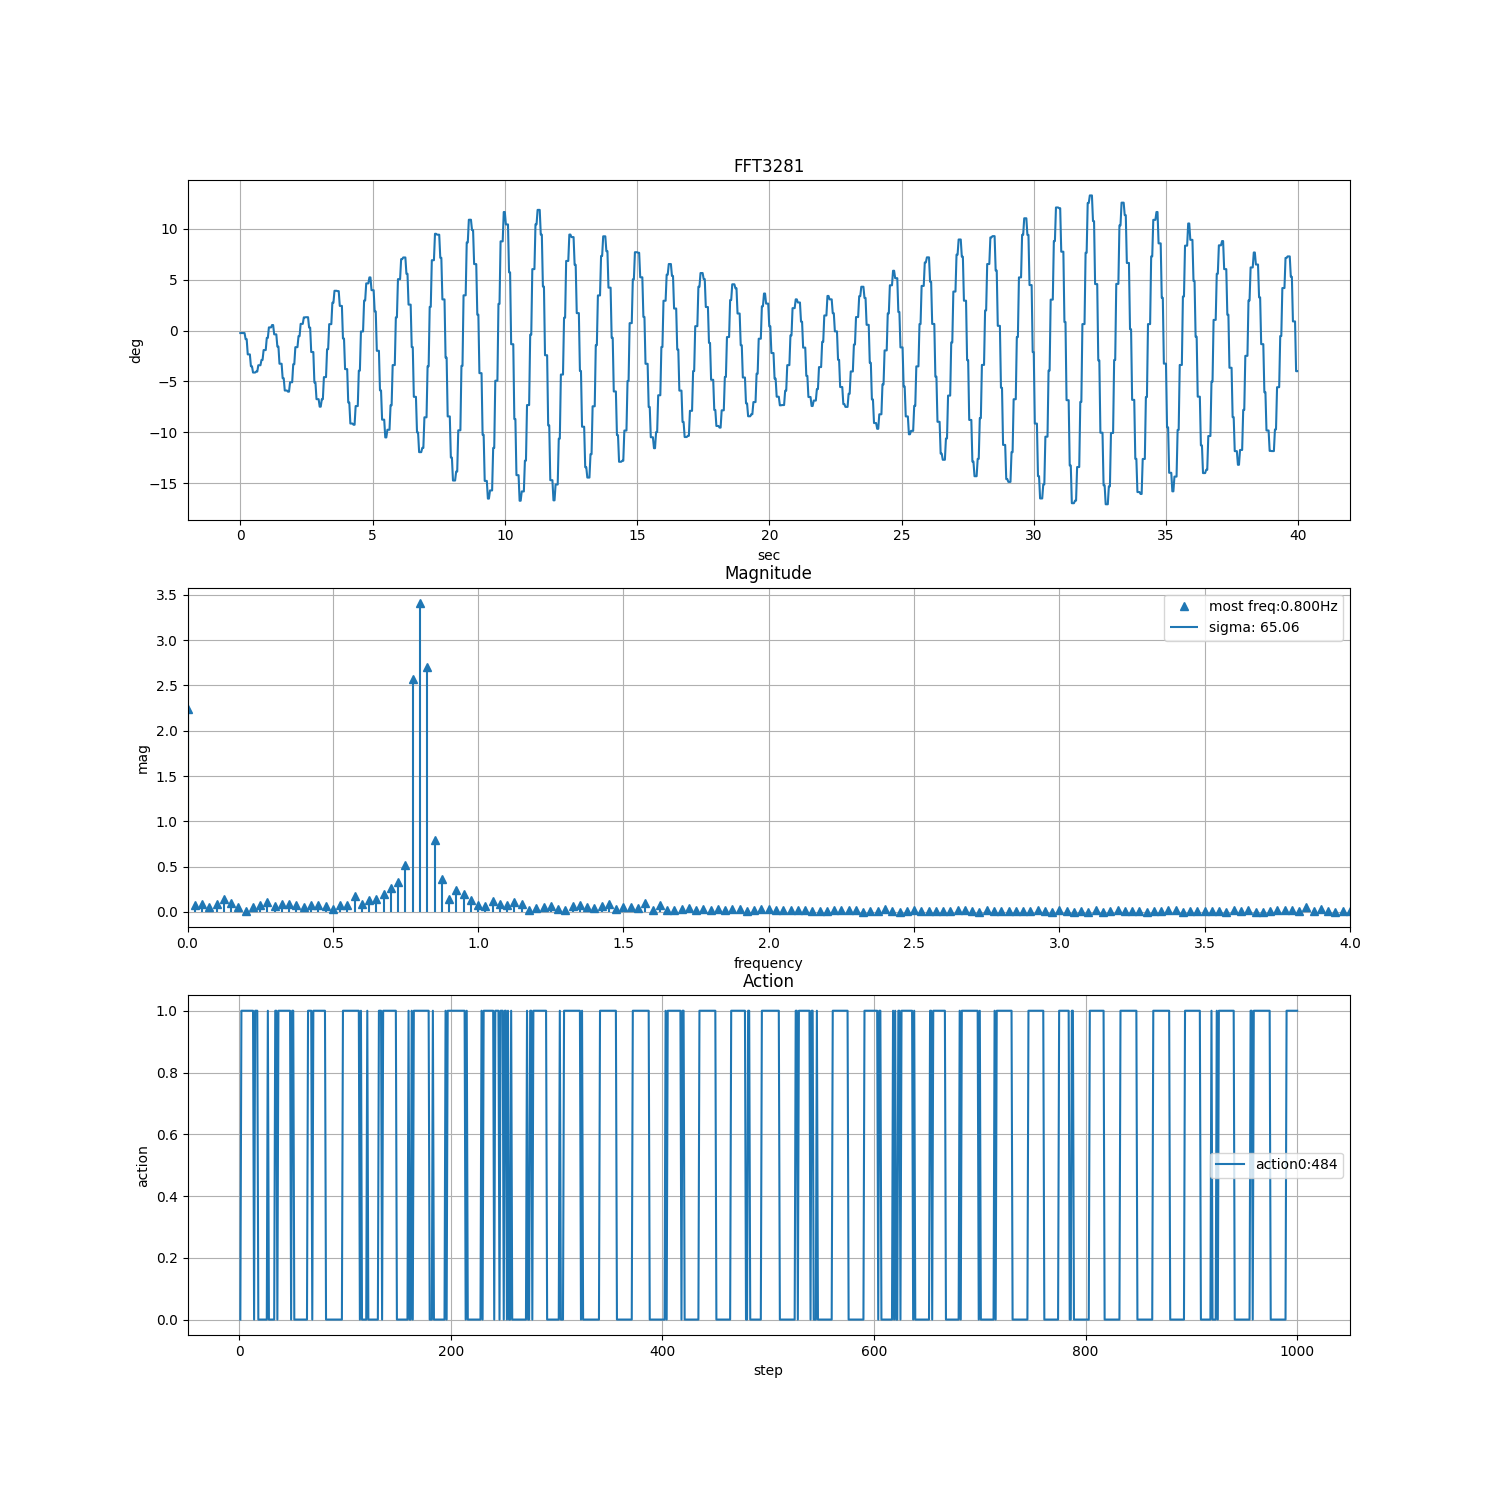 FFT3281
10
5
0
−5
−10
−15
deg
0 5 10 15 20 25 30 35 40
sec
Magnitude
3.5
3.0
2.5
2.0
1.5
1.0
0.5
0.0
mag
most freq:0.800Hz
sigma: 65.06
0.0 0.5 1.0 1.5 2.0 2.5 3.0 3.5 4.0
frequency
Action
1.0
0.8
0.6
0.4
0.2
0.0
action
action0:484
0 200 400 600 800 1000
step